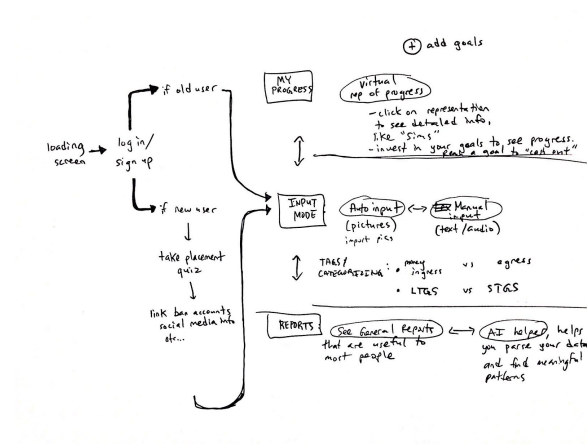 + add goals
loading screen
log in/
sign up
if old user
if new user
take placement
quiz
link ban accounts
social media info
etc...
MY
PROGRESS
virtual
rep of progress
- click on representation
to see detailed info,
like "Sims"
- invest in your goals to see progress.
a goal to "cash out"
INPUT
MODE
Auto input
(pictures)
import pics
Manual
input
(text/audio)
TAGS/
CATEGORIZING:
• money
ingress
vs
egress
• LTGS vs STGS
REPORTS
See General Reports
that are useful to
most people
AI helper, helps
you parse your data
and find meaningful
patterns